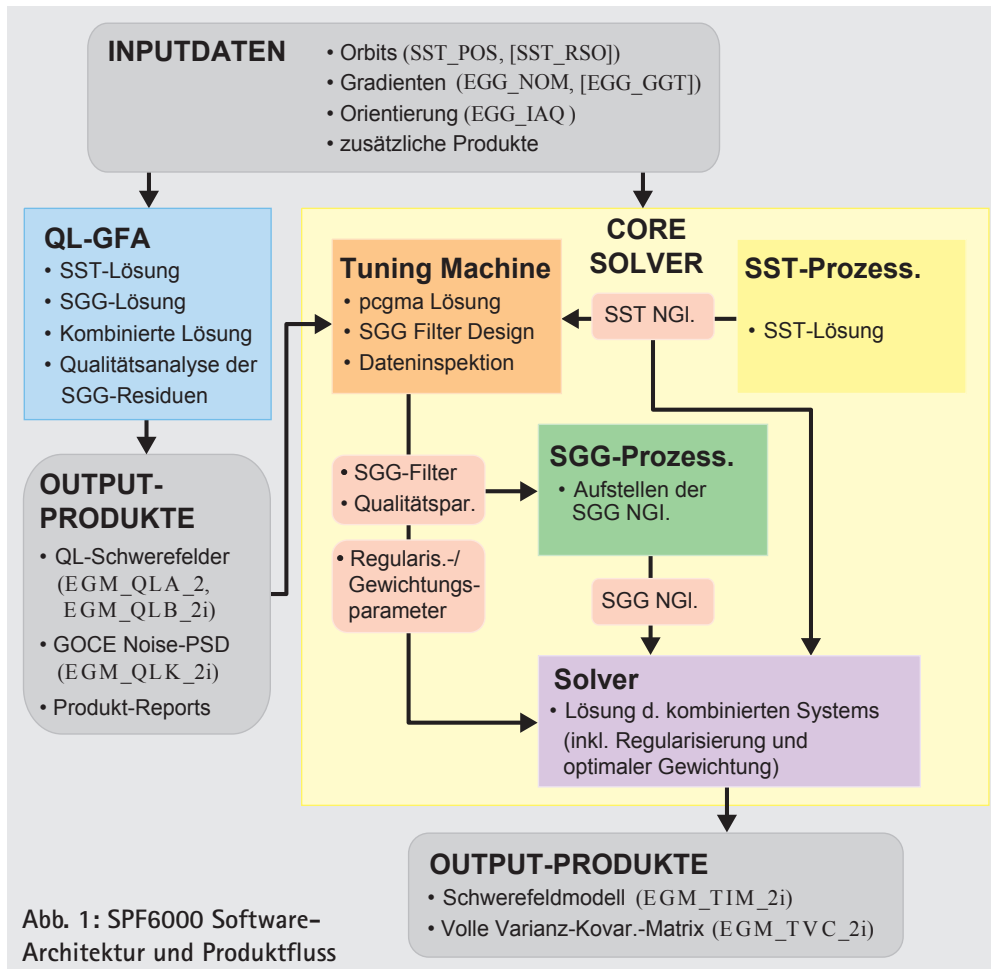 INPUTDATEN
• Orbits (SST_POS, [SST_RSO])
• Gradienten (EGG_NOM, [EGG_GGT])
• Orientierung (EGG_IAQ )
• zusätzliche Produkte
QL-GFA
• SST-Lösung
• SGG-Lösung
• Kombinierte Lösung
• Qualitätsanalyse der
SGG-Residuen
OUTPUT-
PRODUKTE
• QL-Schwerefelder
(EGM_QLA_2,
EGM_QLB_2i)
• GOCE Noise-PSD
(EGM_QLK_2i)
• Produkt-Reports
CORE
SOLVER
Tuning Machine
• pcgma Lösung
• SGG Filter Design
• Dateninspektion
SST NGl.
SST-Prozess.
• SST-Lösung
• SGG-Filter
• Qualitätspar.
• Regularis.-/
Gewichtungs-
parameter
SGG-Prozess.
• Aufstellen der
SGG NGl.
SGG NGl.
Solver
• Lösung d. kombinierten Systems
(inkl. Regularisierung und
optimaler Gewichtung)
OUTPUT-PRODUKTE
• Schwerefeldmodell (EGM_TIM_2i)
• Volle Varianz-Kovar.-Matrix (EGM_TVC_2i)
Abb. 1: SPF6000 Software-
Architektur und Produktfluss